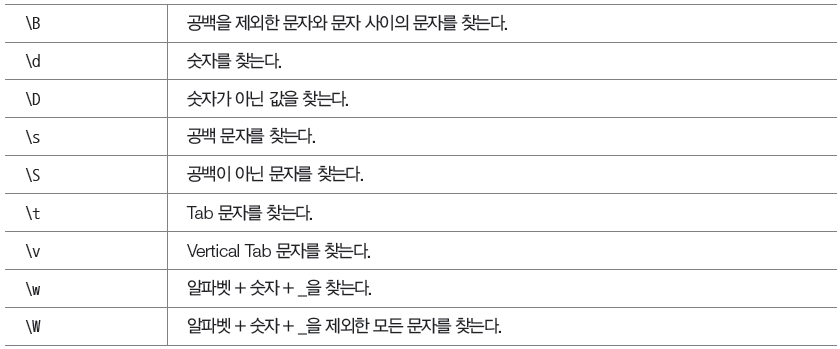 \B 공백을 제외한 문자와 문자 사이의 문자를 찾는다.
\d 숫자를 찾는다.
\D 숫자가 아닌 값을 찾는다.
\s 공백 문자를 찾는다.
\S 공백이 아닌 문자를 찾는다.
\t Tab 문자를 찾는다.
\v Vertical Tab 문자를 찾는다.
\w 알파벳 + 숫자 + _을 찾는다.
\W 알파벳 + 숫자 + _을 제외한 모든 문자를 찾는다.